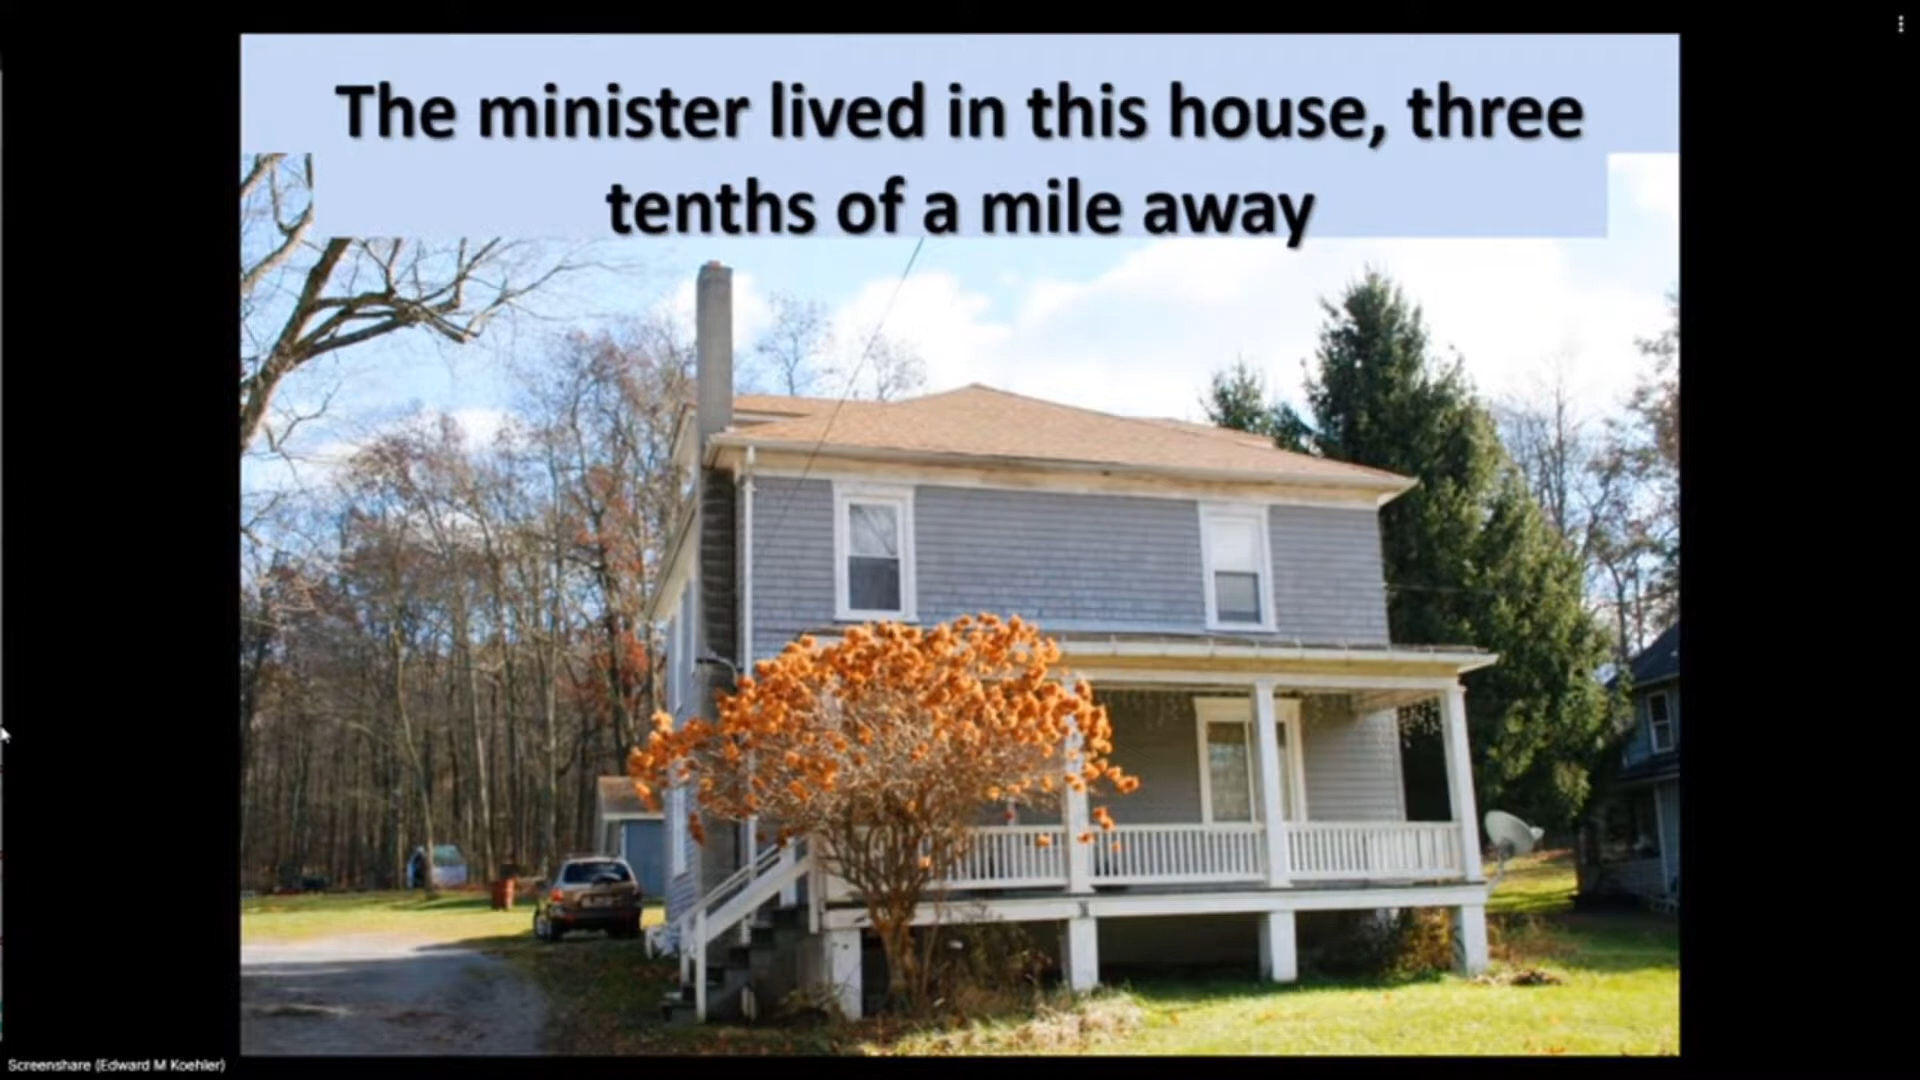 The minister lived in this house, three
tenths of a mile away
Screenshare (Edward M Koehler)